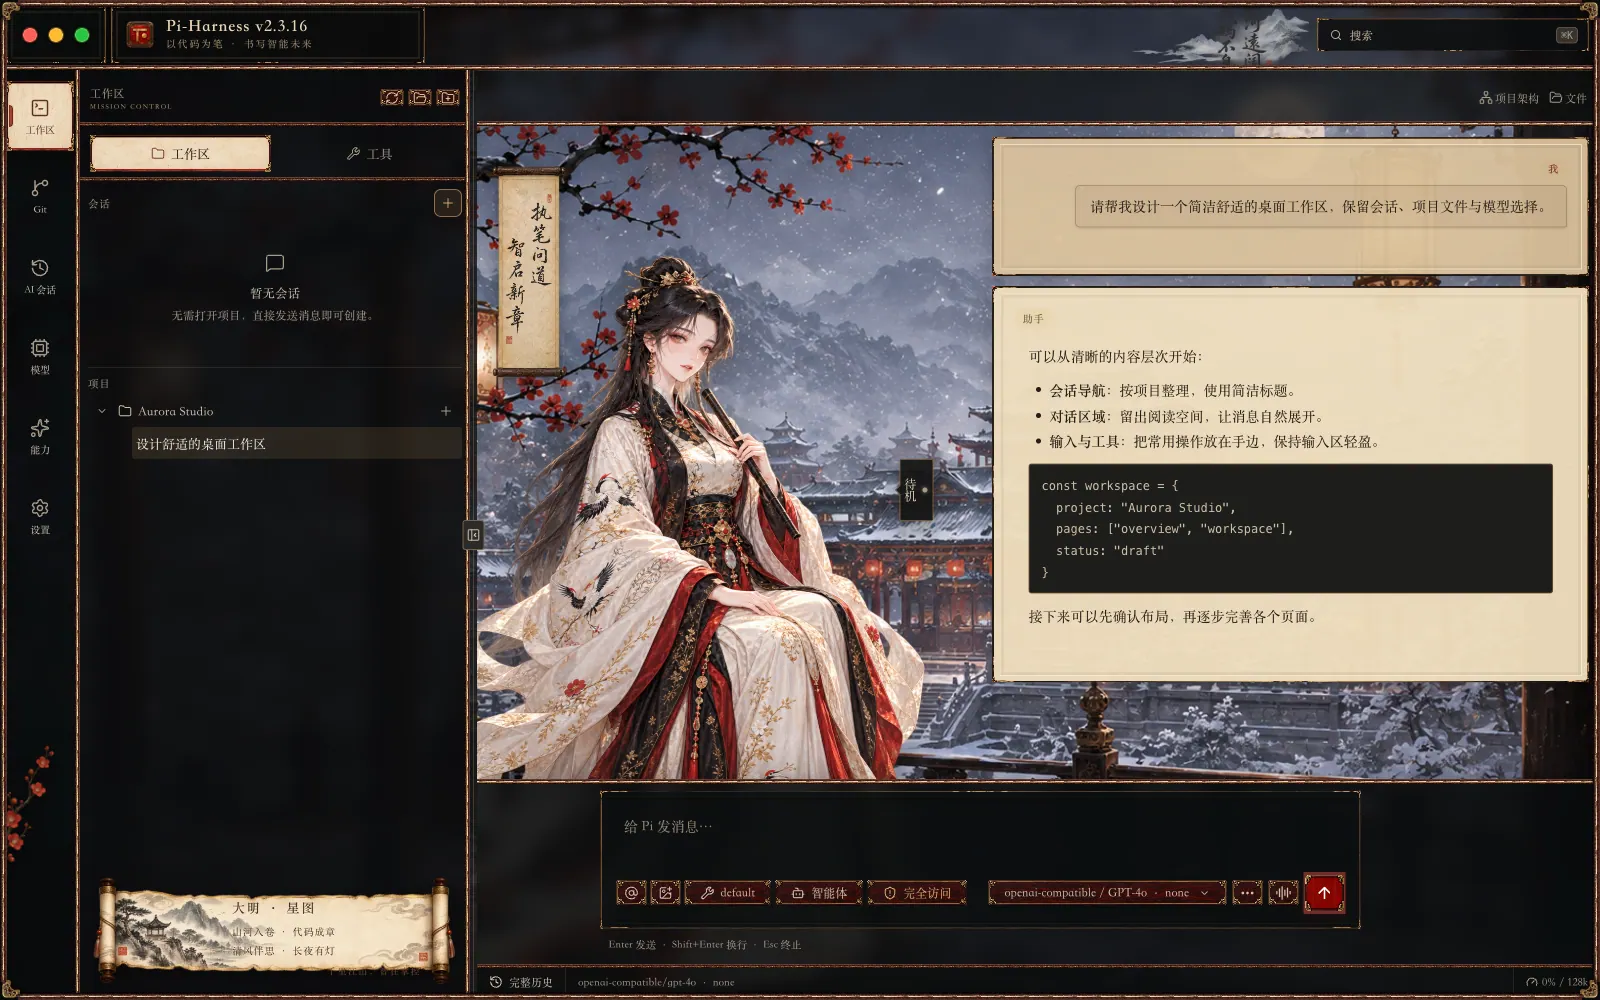 Pi-Harness v2.3.16
以代码为笔 · 书写智能未来
搜索
⌘K
工作区
Git
AI 会话
模型
能力
设置
工作区
MISSION CONTROL
工作区
工具
会话
暂无会话
无需打开项目，直接发送消息即可创建。
项目
Aurora Studio
设计舒适的桌面工作区
大明 · 星图
山河入卷 · 代码成章
清风伴思 · 长夜有灯
项目架构
文件
执笔问道
智启新章
待机
我
请帮我设计一个简洁舒适的桌面工作区，保留会话、项目文件与模型选择。
助手
可以从清晰的内容层次开始：
• 会话导航：按项目整理，使用简洁标题。
• 对话区域：留出阅读空间，让消息自然展开。
• 输入与工具：把常用操作放在手边，保持输入区轻盈。
const workspace = {
project: "Aurora Studio",
pages: ["overview", "workspace"],
status: "draft"
}
接下来可以先确认布局，再逐步完善各个页面。
给 Pi 发消息…
default
智能体
完全访问
openai-compatible / GPT-4o · none
Enter 发送 · Shift+Enter 换行 · Esc 终止
完整历史
openai-compatible/gpt-4o · none
0% / 128k